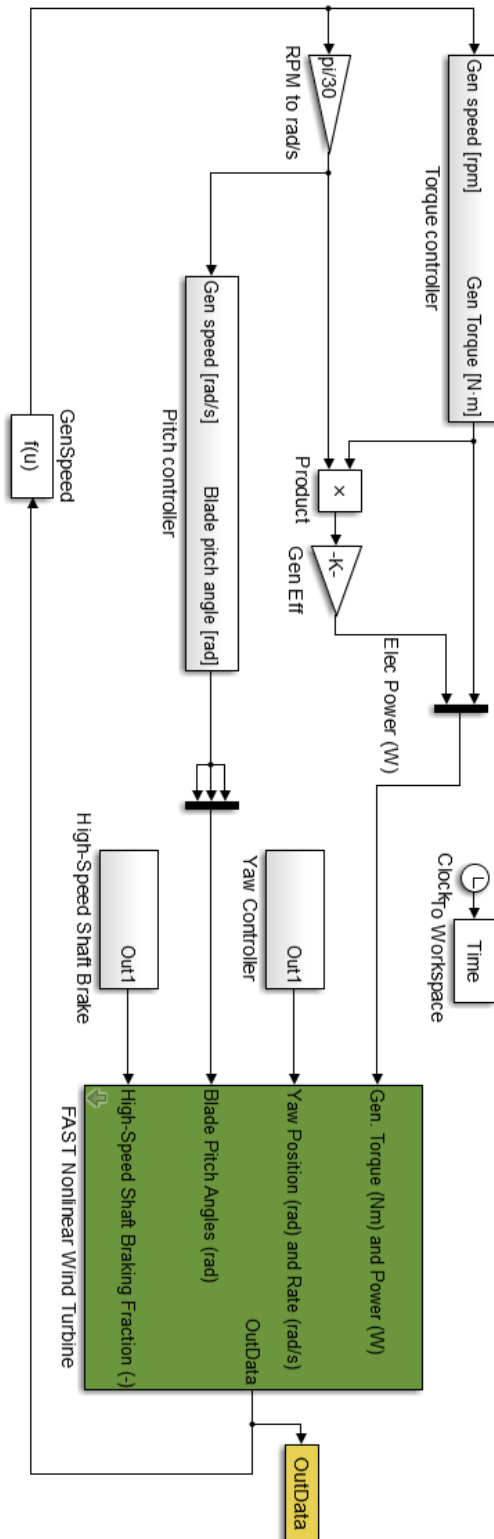 Gen speed [rpm]
Gen Torque [N·m]
Torque controller
pi/30
RPM to rad/s
Gen speed [rad/s]
Blade pitch angle [rad]
Pitch controller
×
Product
-K-
Gen Eff
Elec Power (W)
Clock
Time
To Workspace
Out1
Yaw Controller
Out1
High-Speed Shaft Brake
Gen. Torque (Nm) and Power (W)
Yaw Position (rad) and Rate (rad/s)
Blade Pitch Angles (rad)
High-Speed Shaft Braking Fraction (-)
OutData
FAST Nonlinear Wind Turbine
OutData
f(u)
GenSpeed